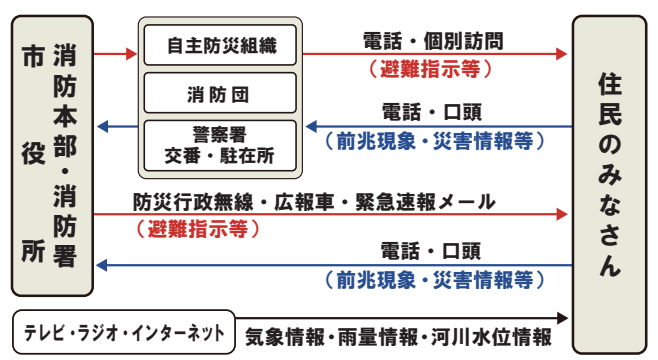 市役所
消防本部・消防署
自主防災組織
消防団
警察署
交番・駐在所
電話・個別訪問
（避難指示等）
電話・口頭
（前兆現象・災害情報等）
防災行政無線・広報車・緊急速報メール
（避難指示等）
電話・口頭
（前兆現象・災害情報等）
住民のみなさん
テレビ・ラジオ・インターネット
気象情報・雨量情報・河川水位情報